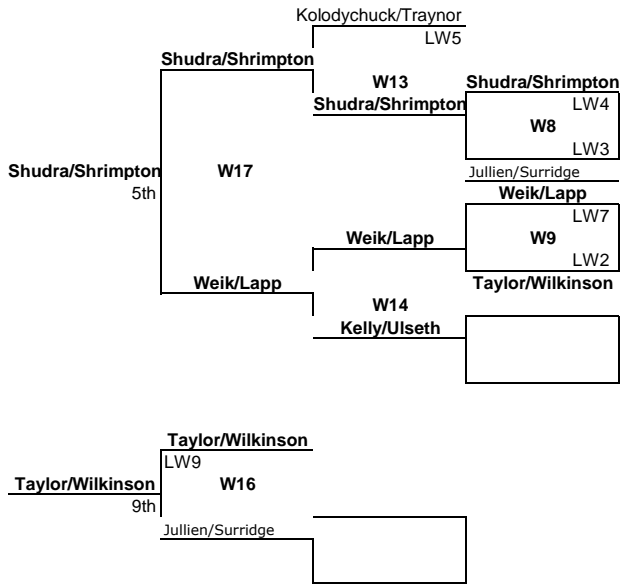 Kolodychuck/Traynor
LW5
Shudra/Shrimpton
W13
Shudra/Shrimpton
Shudra/Shrimpton
LW4
W8
LW3
Shudra/Shrimpton
W17
Jullien/Surridge
5th
Weik/Lapp
LW7
Weik/Lapp
W9
LW2
Weik/Lapp
Taylor/Wilkinson
W14
Kelly/Ulseth
Taylor/Wilkinson
LW9
Taylor/Wilkinson
W16
9th
Jullien/Surridge